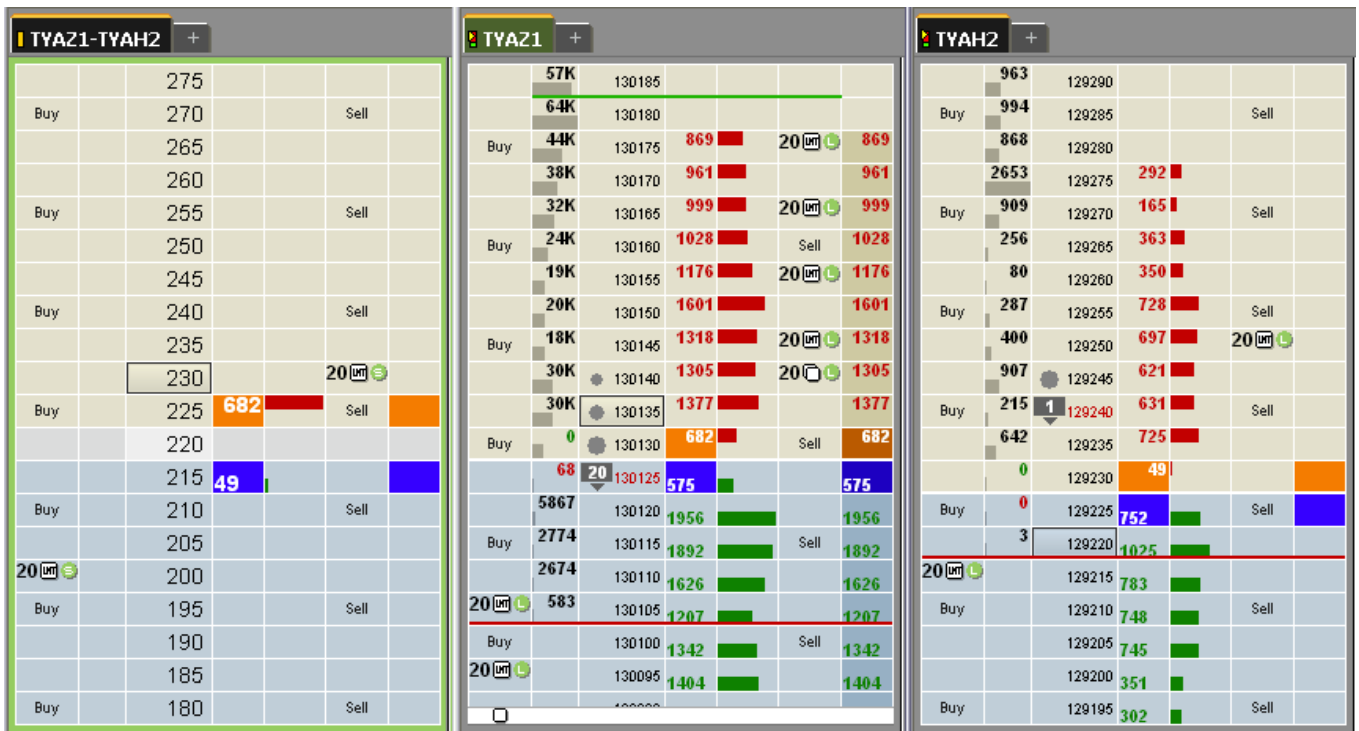 TYAZ1-TYAH2 +
275
Buy 270 Sell
265
260
Buy 255 Sell
250
245
Buy 240 Sell
235
230 20 LMT S
Buy 225 682 Sell
220
215 49
Buy 210 Sell
205
20 LMT S 200
Buy 195 Sell
190
185
Buy 180 Sell
TYAZ1 +
57K 130185
64K 130180
Buy 44K 130175 869 20 LMT L 869
38K 130170 961 961
32K 130165 999 20 LMT L 999
Buy 24K 130160 1028 Sell 1028
19K 130155 1176 20 LMT L 1176
20K 130150 1601 1601
Buy 18K 130145 1318 20 LMT L 1318
30K 130140 1305 20 L 1305
30K 130135 1377 1377
Buy 0 130130 682 Sell 682
68 20 130125 575 575
5867 130120 1956 1956
Buy 2774 130115 1892 Sell 1892
2674 130110 1626 1626
20 LMT L 583 130105 1207 1207
Buy 130100 1342 Sell 1342
20 LMT L 130095 1404 1404
TYAH2 +
963 129290
Buy 994 129285 Sell
868 129280
2653 129275 292
Buy 909 129270 165 Sell
256 129265 363
80 129260 350
Buy 287 129255 728 Sell
400 129250 697 20 LMT L
907 129245 621
Buy 215 1 129240 631 Sell
642 129235 725
0 129230 49
Buy 0 129225 752 Sell
3 129220 1025
20 LMT L 129215 783
Buy 129210 748 Sell
129205 745
129200 351
Buy 129195 302 Sell